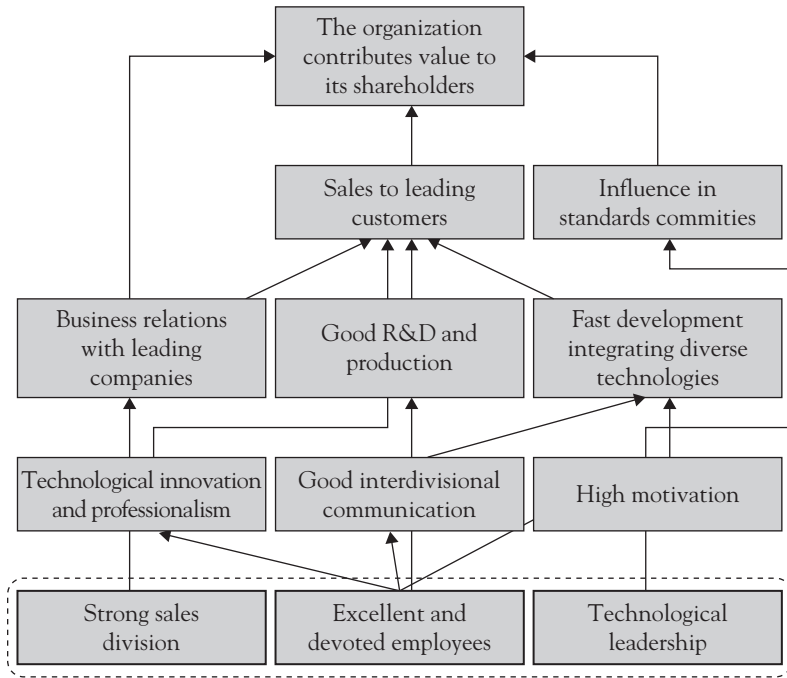 The organization
contributes value to
its shareholders
Sales to leading
customers
Influence in
standards commities
Business relations
with leading
companies
Good R&D and
production
Fast development
integrating diverse
technologies
Technological innovation
and professionalism
Good interdivisional
communication
High motivation
Strong sales
division
Excellent and
devoted employees
Technological
leadership